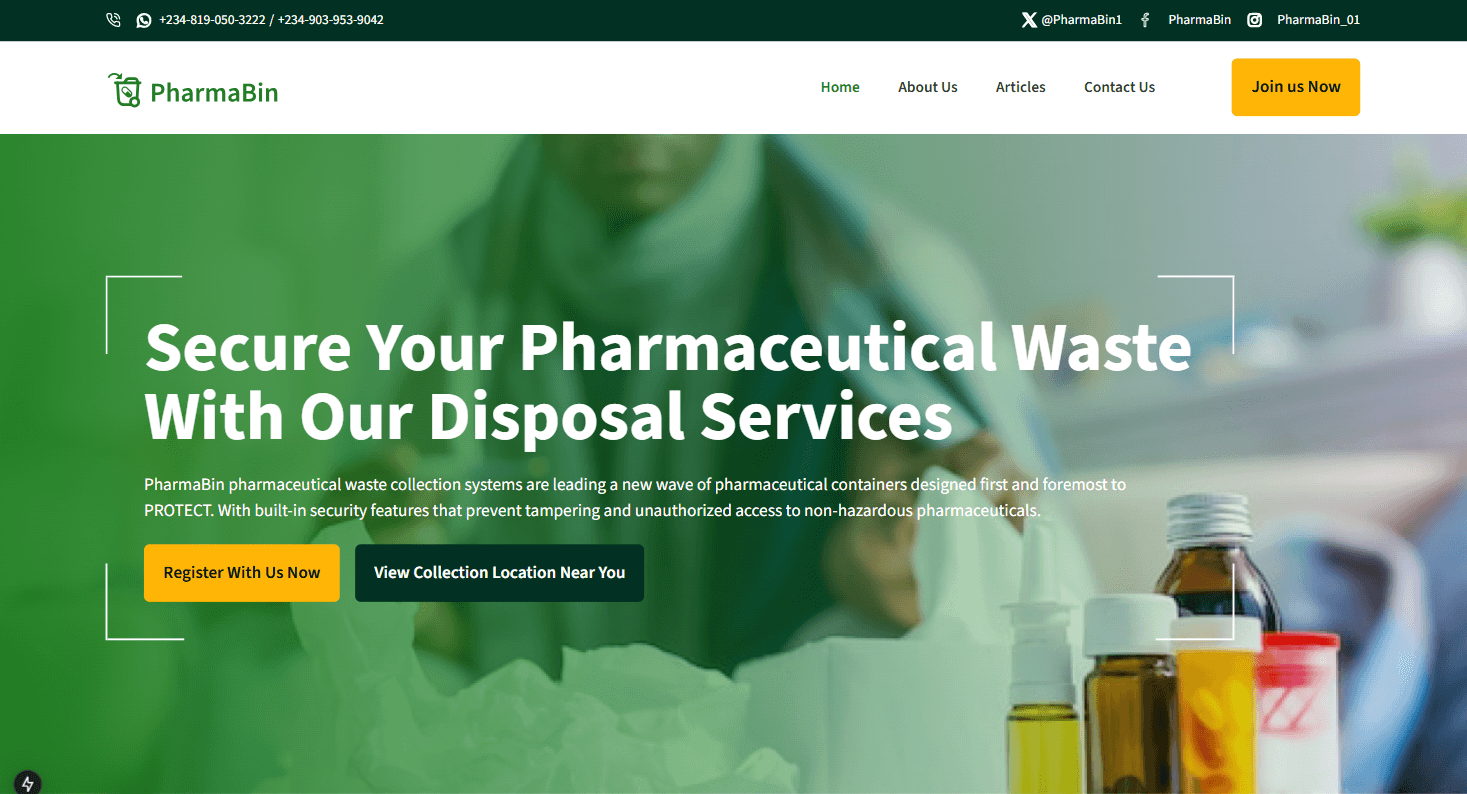 +234-819-050-3222 / +234-903-953-9042
@PharmaBin1 PharmaBin PharmaBin_01
PharmaBin
Home About Us Articles Contact Us Join us Now
Secure Your Pharmaceutical Waste
With Our Disposal Services
PharmaBin pharmaceutical waste collection systems are leading a new wave of pharmaceutical containers designed first and foremost to
PROTECT. With built-in security features that prevent tampering and unauthorized access to non-hazardous pharmaceuticals.
Register With Us Now View Collection Location Near You